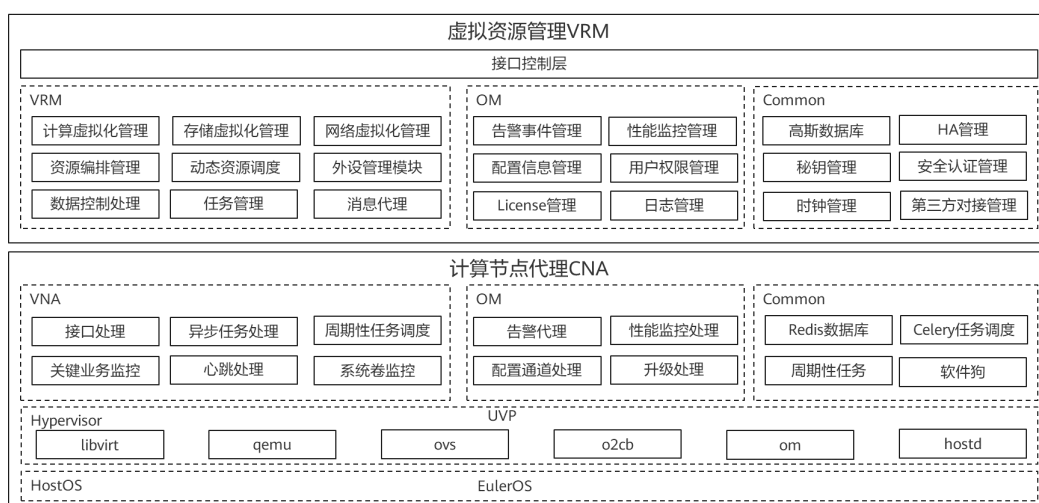 虚拟资源管理VRM
接口控制层
VRM
计算虚拟化管理 存储虚拟化管理 网络虚拟化管理
资源编排管理 动态资源调度 外设管理模块
数据控制处理 任务管理 消息代理
OM
告警事件管理 性能监控管理
配置信息管理 用户权限管理
License管理 日志管理
Common
高斯数据库 HA管理
秘钥管理 安全认证管理
时钟管理 第三方对接管理
计算节点代理CNA
VNA
接口处理 异步任务处理 周期性任务调度
关键业务监控 心跳处理 系统卷监控
OM
告警代理 性能监控处理
配置通道处理 升级处理
Common
Redis数据库 Celery任务调度
周期性任务 软件狗
Hypervisor UVP
libvirt qemu ovs o2cb om hostd
HostOS EulerOS